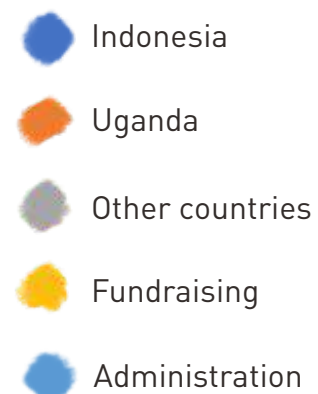 Indonesia
Uganda
Other countries
Fundraising
Administration